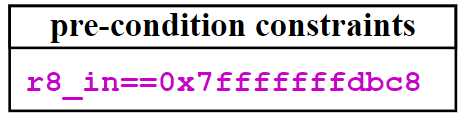 pre-condition constraints
r8_in==0x7fffffffdbc8